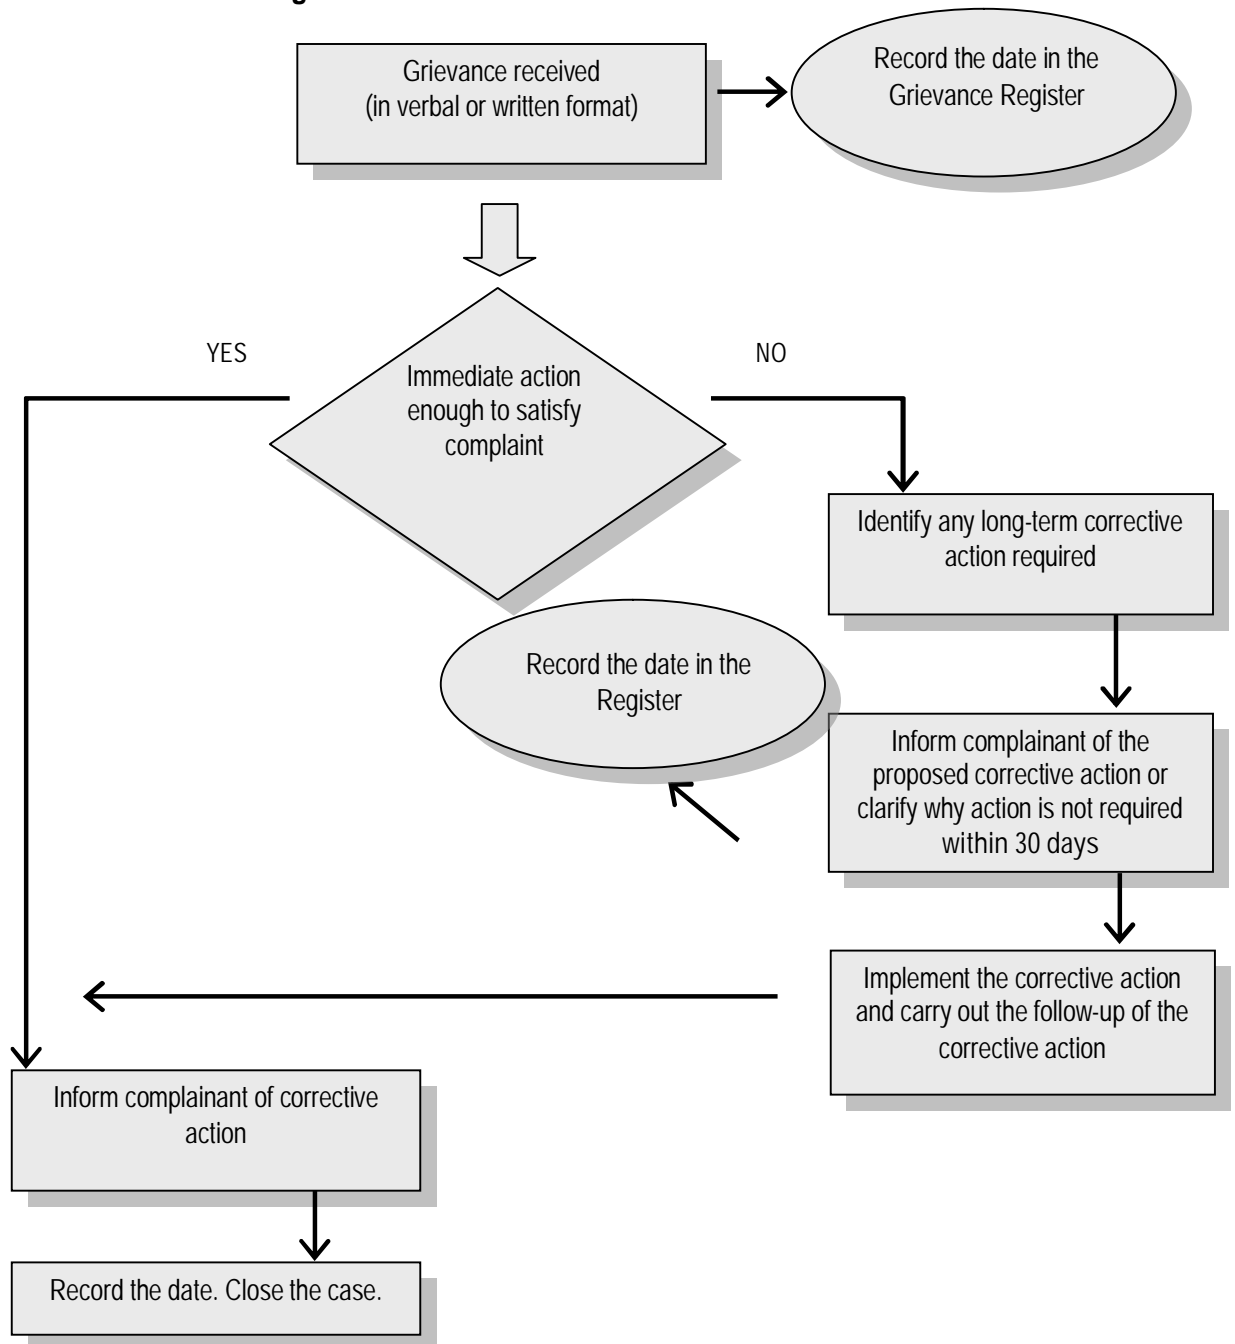 Grievance received
(in verbal or written format)
Record the date in the
Grievance Register
YES
NO
Immediate action
enough to satisfy
complaint
Identify any long-term corrective
action required
Record the date in the
Register
Inform complainant of the
proposed corrective action or
clarify why action is not required
within 30 days
Implement the corrective action
and carry out the follow-up of the
corrective action
Inform complainant of corrective
action
Record the date. Close the case.